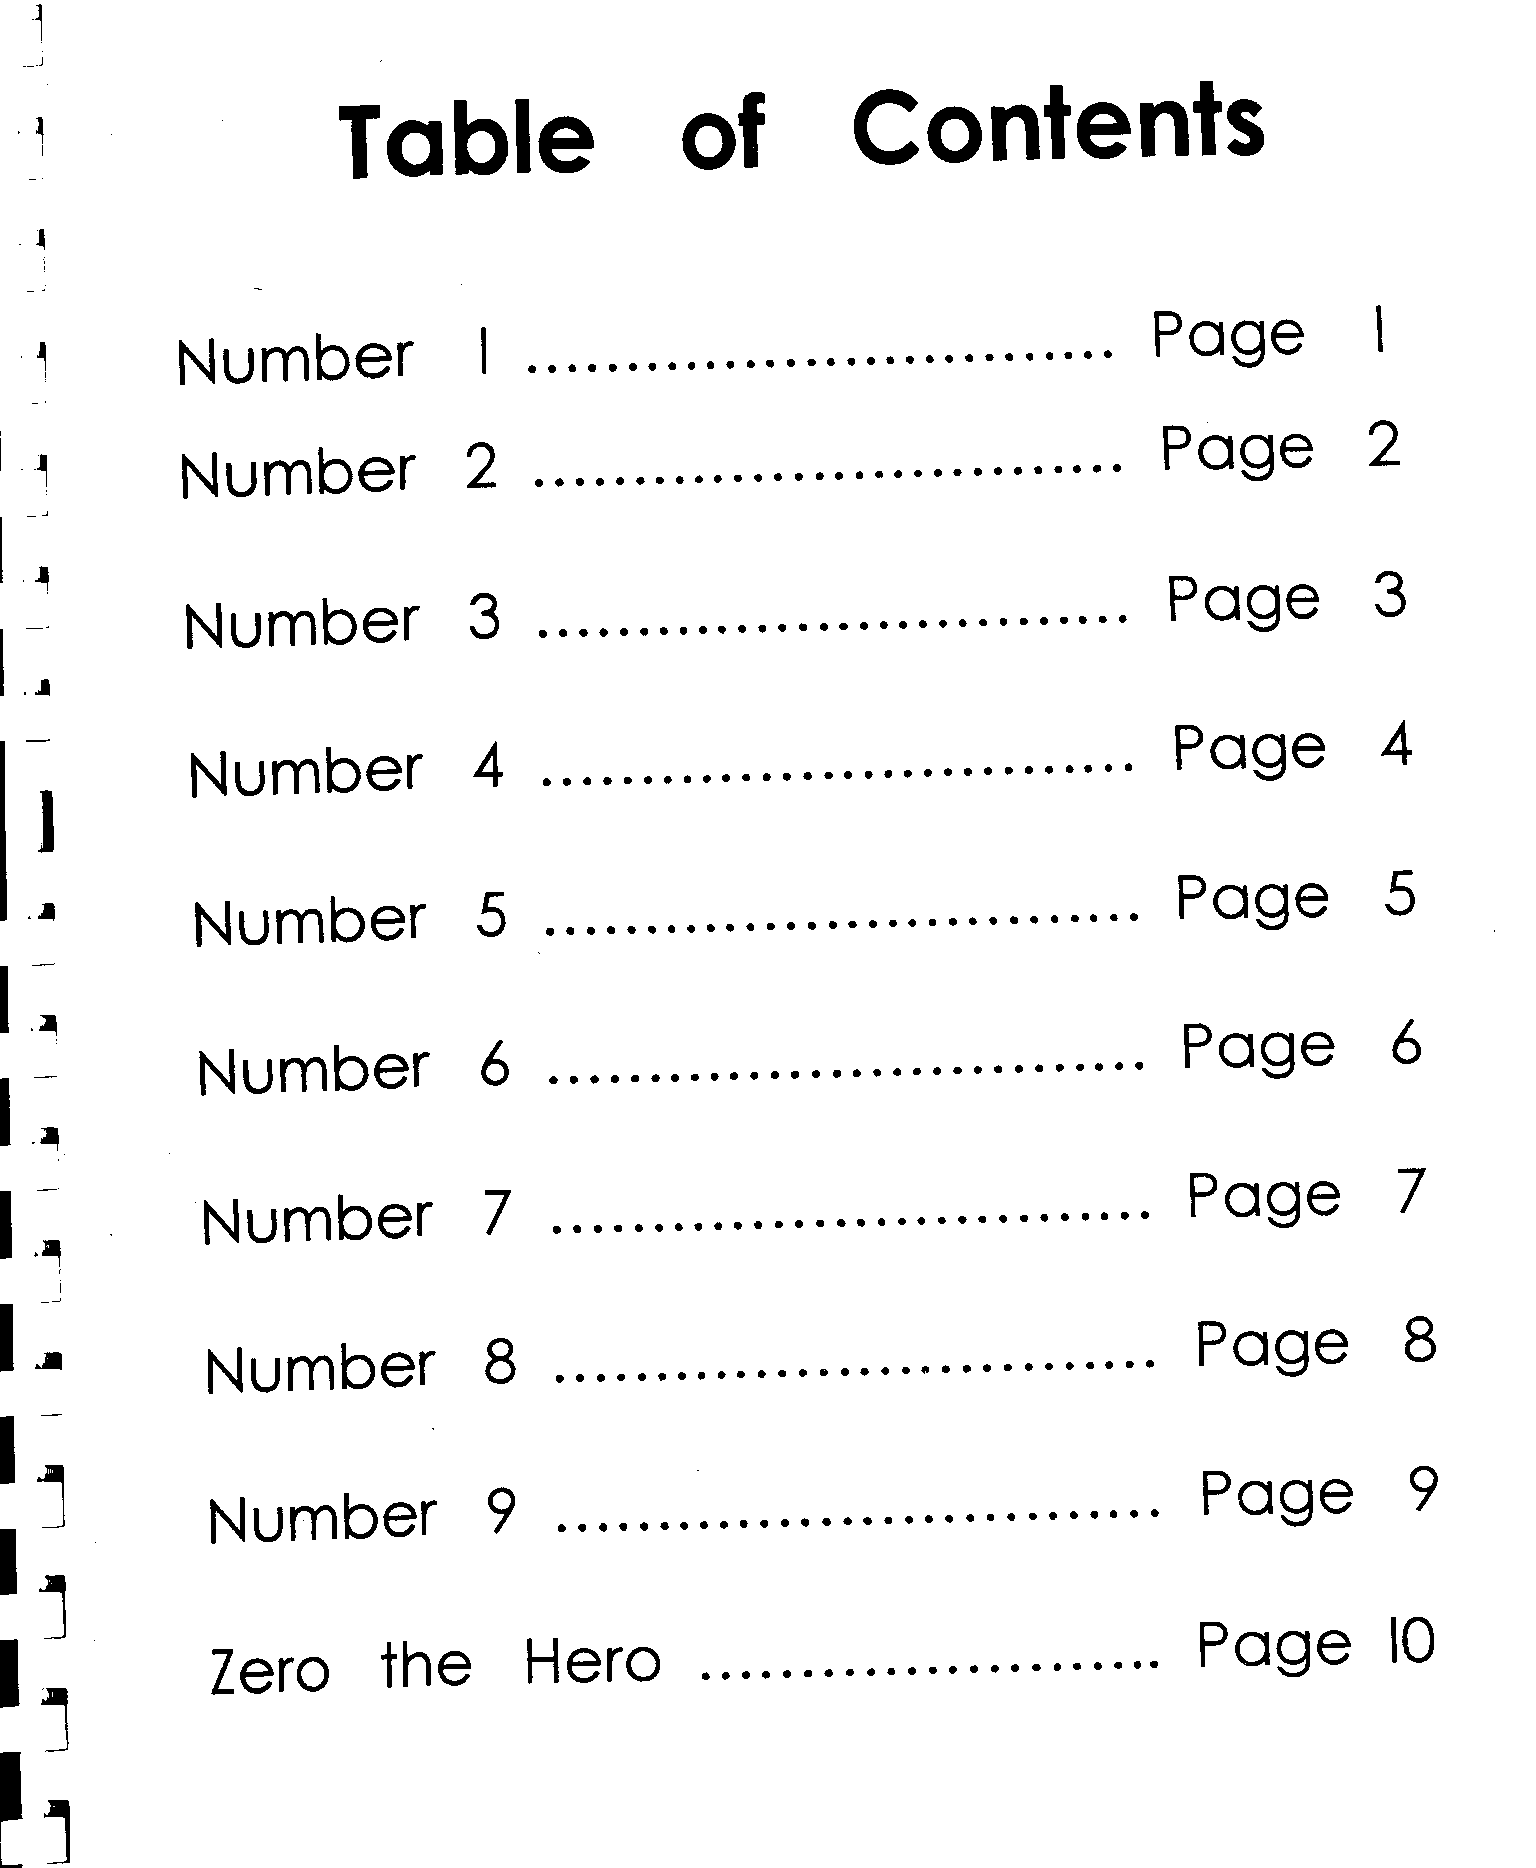 Table of Contents
Number 1 .............................. Page 1
Number 2 .............................. Page 2
Number 3 .............................. Page 3
Number 4 .............................. Page 4
Number 5 .............................. Page 5
Number 6 .............................. Page 6
Number 7 .............................. Page 7
Number 8 .............................. Page 8
Number 9 .............................. Page 9
Zero the Hero ....................... Page 10